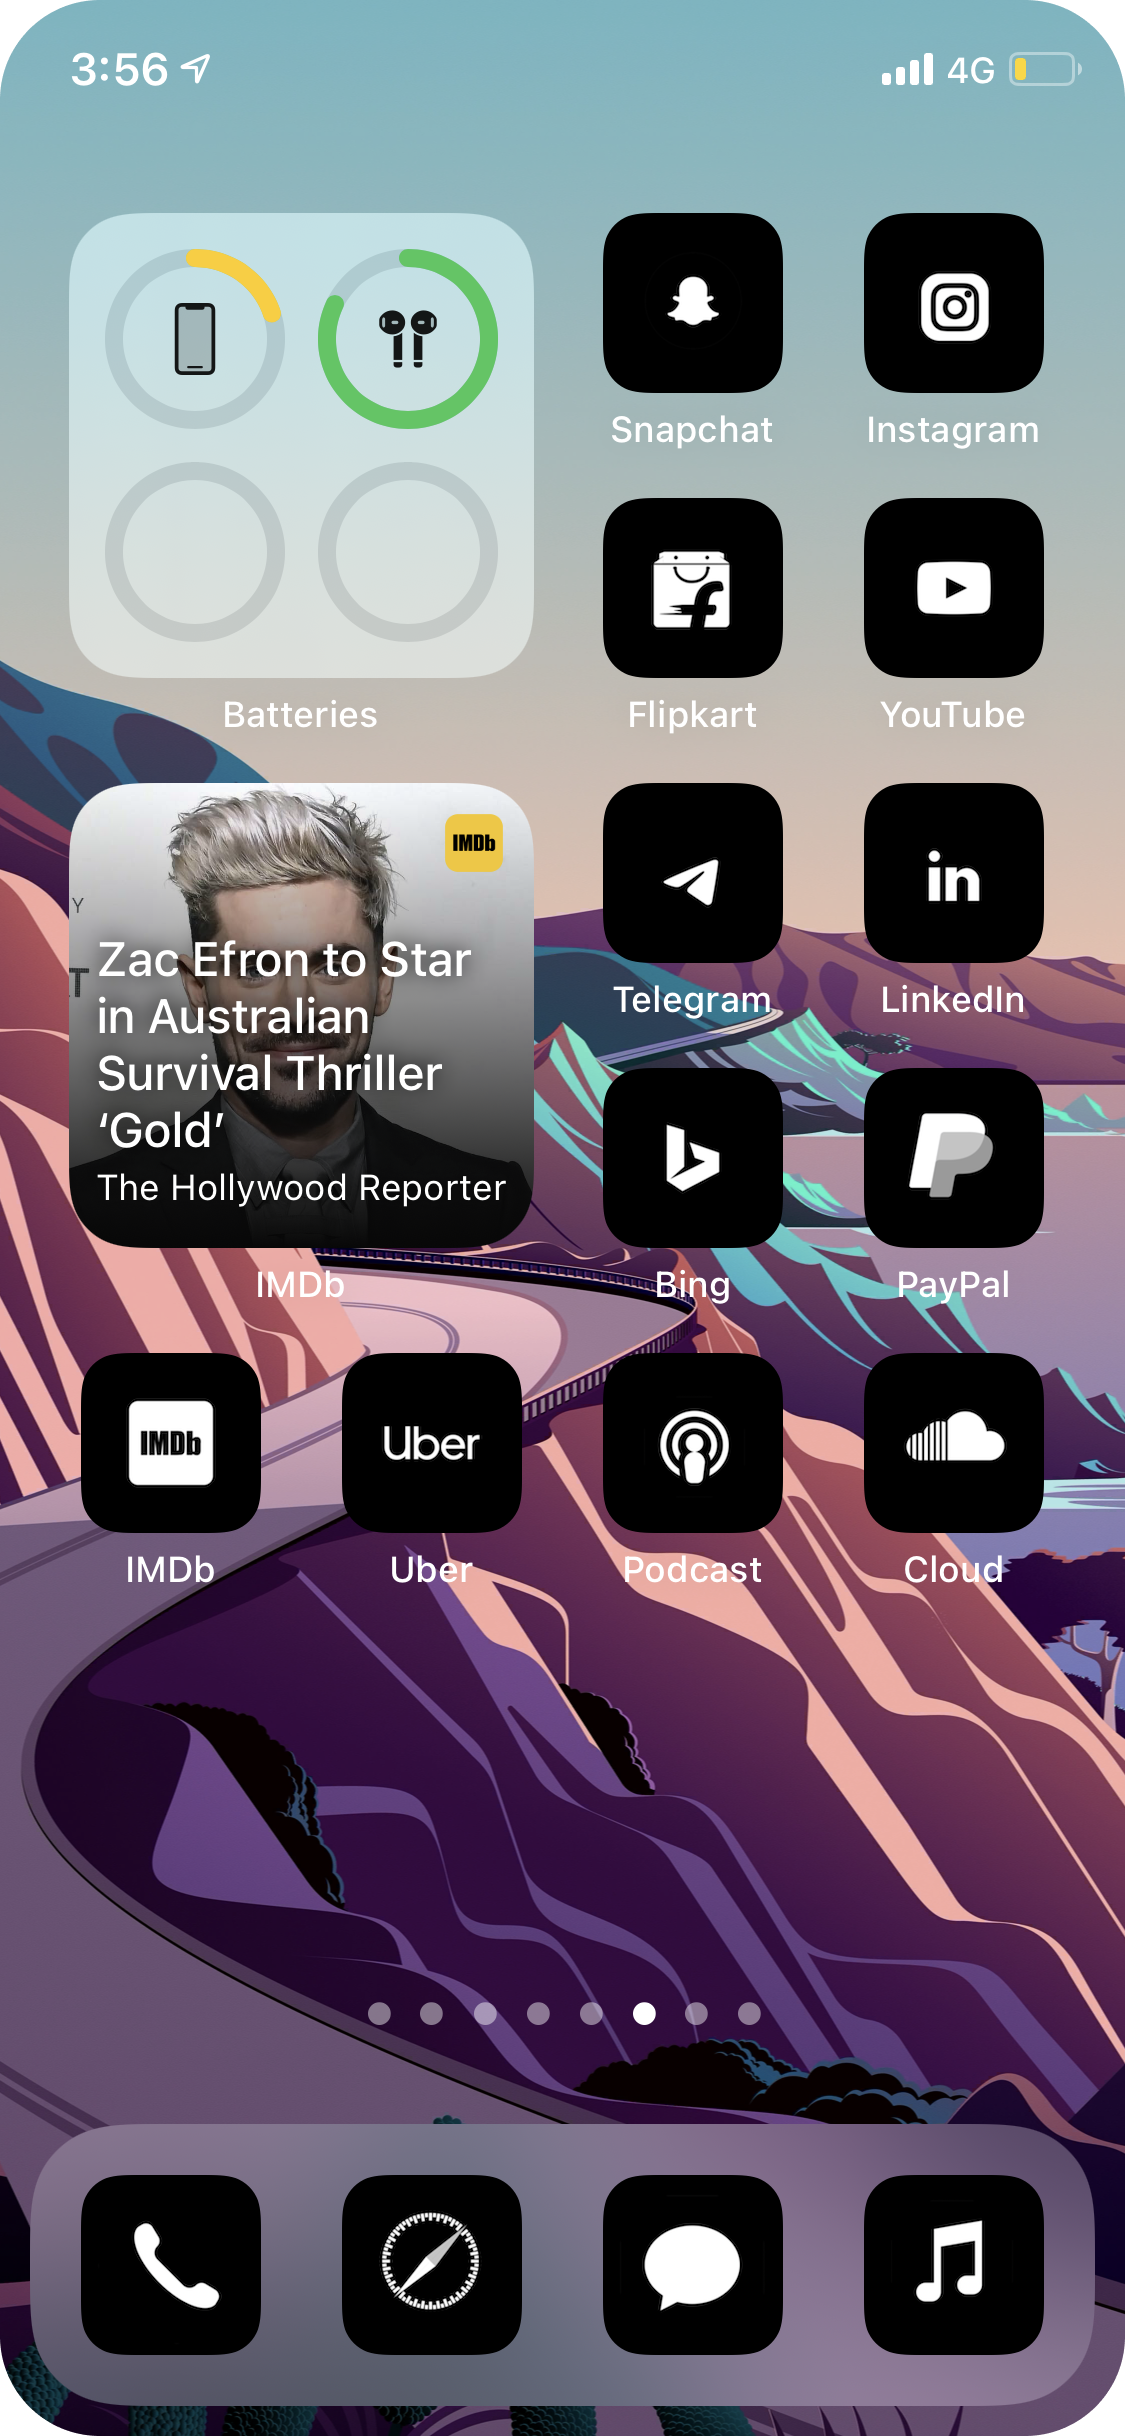 3:56
4G
Snapchat
Instagram
Flipkart
YouTube
Batteries
IMDb
Y
T
Zac Efron to Star
in Australian
Survival Thriller
‘Gold’
The Hollywood Reporter
IMDb
in
Telegram
LinkedIn
Bing
PayPal
IMDb
Uber
IMDb
Uber
Podcast
Cloud